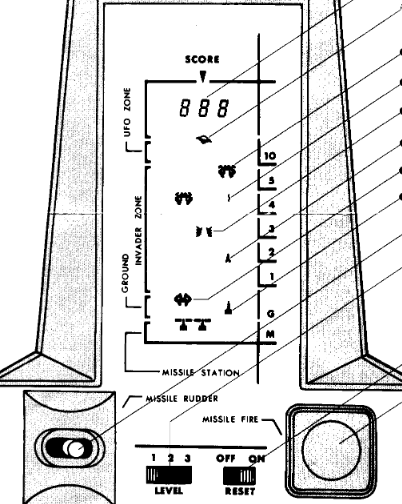 SCORE
888
UFO ZONE
10
5
4
3
2
1
G
M
INVADER ZONE
GROUND
MISSILE STATION
MISSILE RUDDER
MISSILE FIRE
1 2 3
OFF ON
LEVEL
RESET